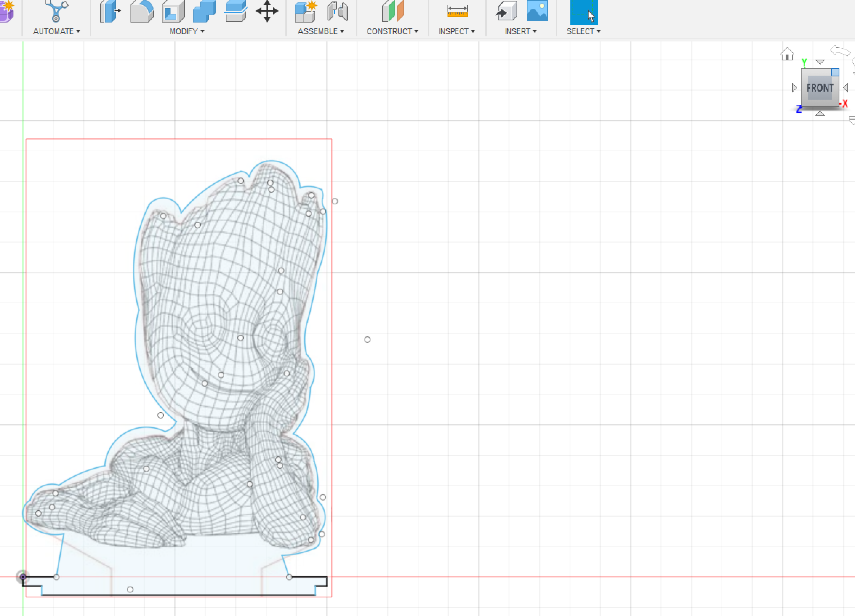 AUTOMATE ▾ MODIFY ▾ ASSEMBLE ▾ CONSTRUCT ▾ INSPECT ▾ INSERT ▾ SELECT ▾
Y
FRONT
X
Z